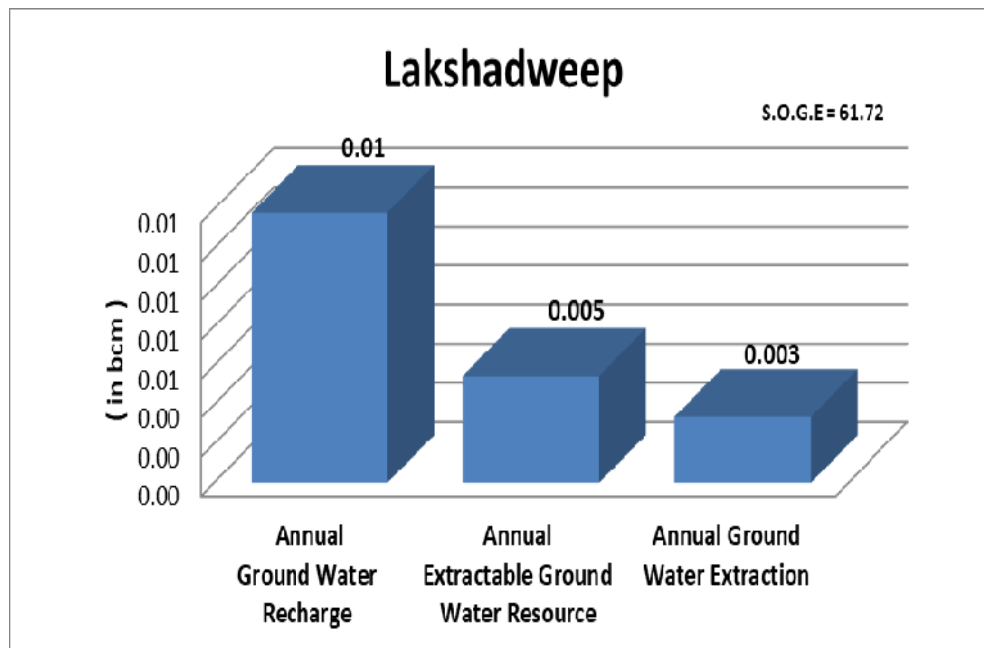 Lakshadweep
S.O.G.E = 61.72
0.01
0.005
0.003
0.01
0.01
0.01
0.01
0.01
0.00
0.00
0.00
( in bcm )
Annual
Ground Water
Recharge
Annual
Extractable Ground
Water Resource
Annual Ground
Water Extraction